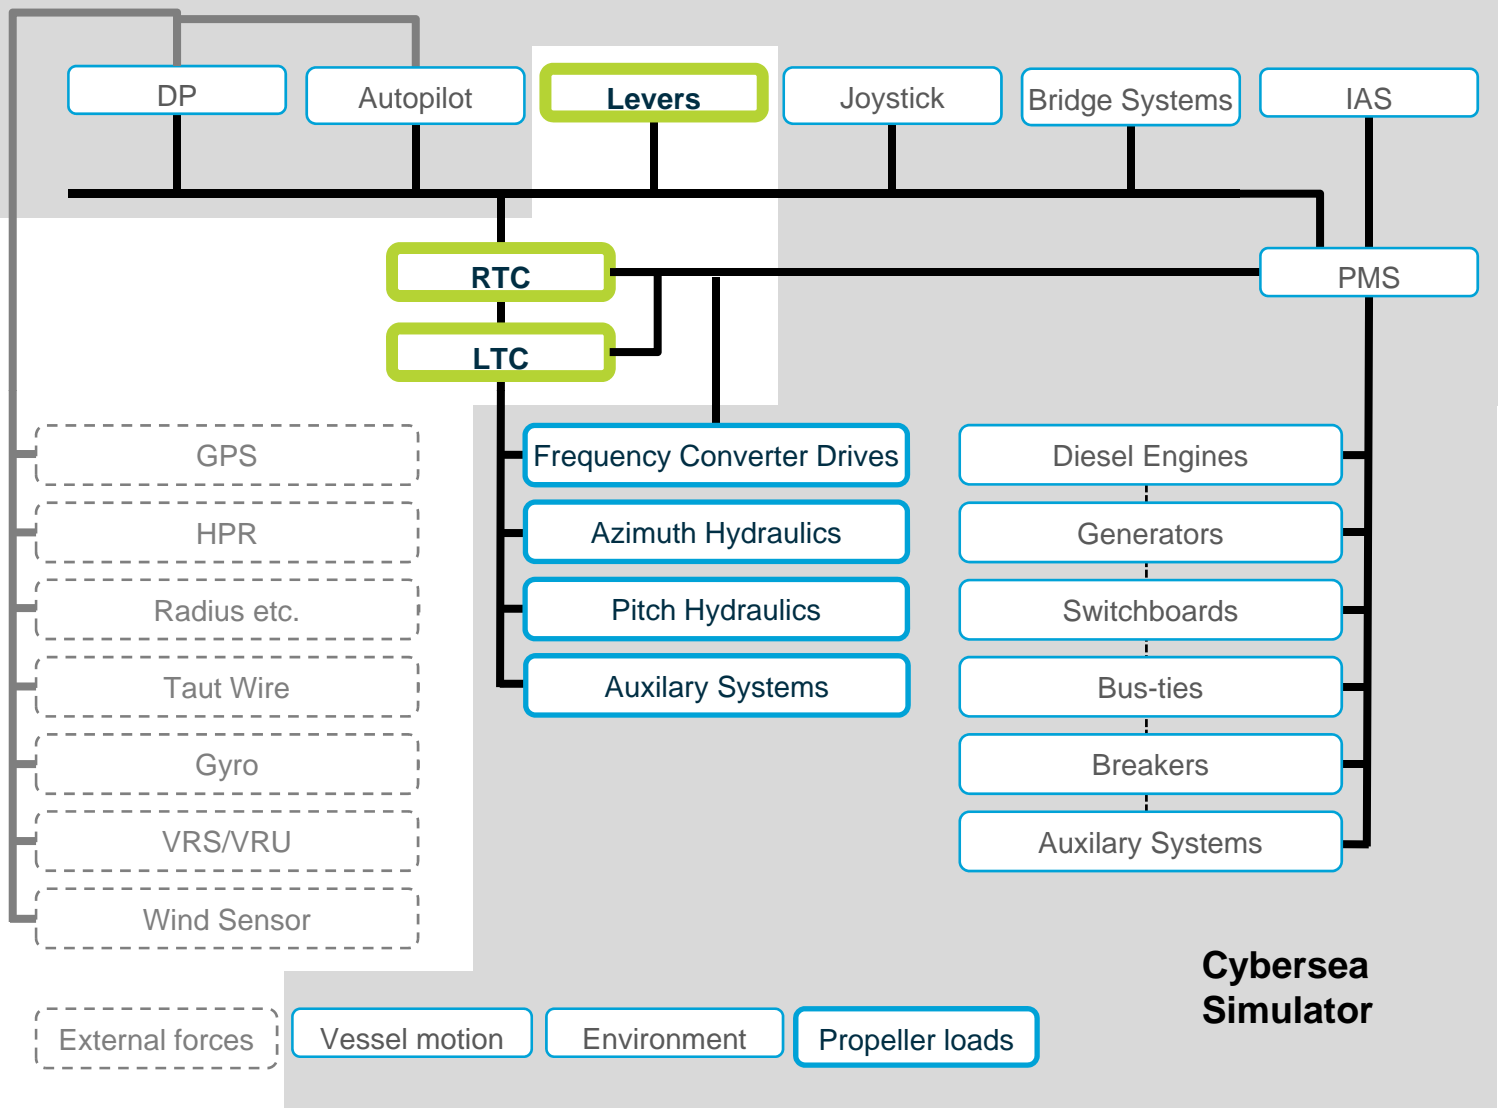 DP
Autopilot
Levers
Joystick
Bridge Systems
IAS
RTC
PMS
LTC
GPS
HPR
Radius etc.
Taut Wire
Gyro
VRS/VRU
Wind Sensor
Frequency Converter Drives
Azimuth Hydraulics
Pitch Hydraulics
Auxilary Systems
Diesel Engines
Generators
Switchboards
Bus-ties
Breakers
Auxilary Systems
Cybersea
Simulator
External forces
Vessel motion
Environment
Propeller loads